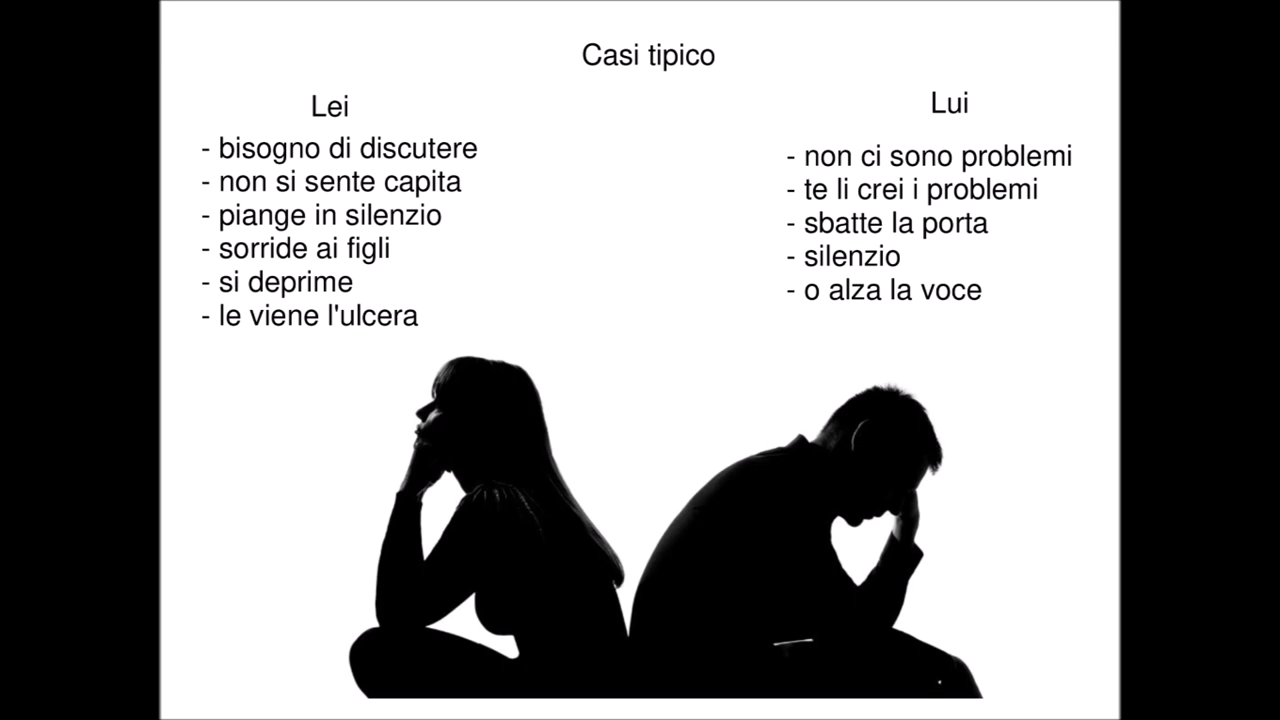 Casi tipico
Lei
- bisogno di discutere
- non si sente capita
- piange in silenzio
- sorride ai figli
- si deprime
- le viene l'ulcera
Lui
- non ci sono problemi
- te li crei i problemi
- sbatte la porta
- silenzio
- o alza la voce